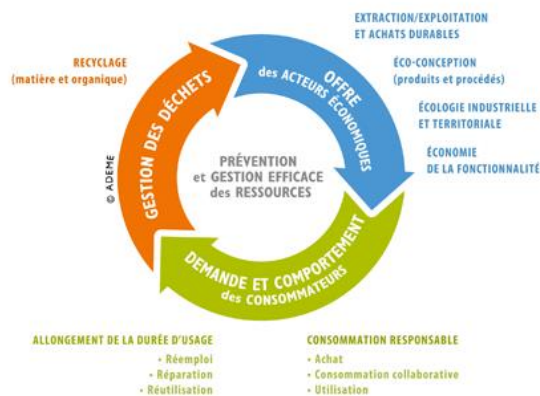 EXTRACTION/EXPLOITATION
ET ACHATS DURABLES
ÉCO-CONCEPTION
(produits et procédés)
ÉCOLOGIE INDUSTRIELLE
ET TERRITORIALE
ÉCONOMIE
DE LA FONCTIONNALITÉ
RECYCLAGE
(matière et organique)
OFFRE
des ACTEURS ÉCONOMIQUES
GESTION DES DÉCHETS
PRÉVENTION
et GESTION EFFICACE
des RESSOURCES
© ADEME
DEMANDE ET COMPORTEMENT
des CONSOMMATEURS
ALLONGEMENT DE LA DURÉE D'USAGE
• Réemploi
• Réparation
• Réutilisation
CONSOMMATION RESPONSABLE
• Achat
• Consommation collaborative
• Utilisation